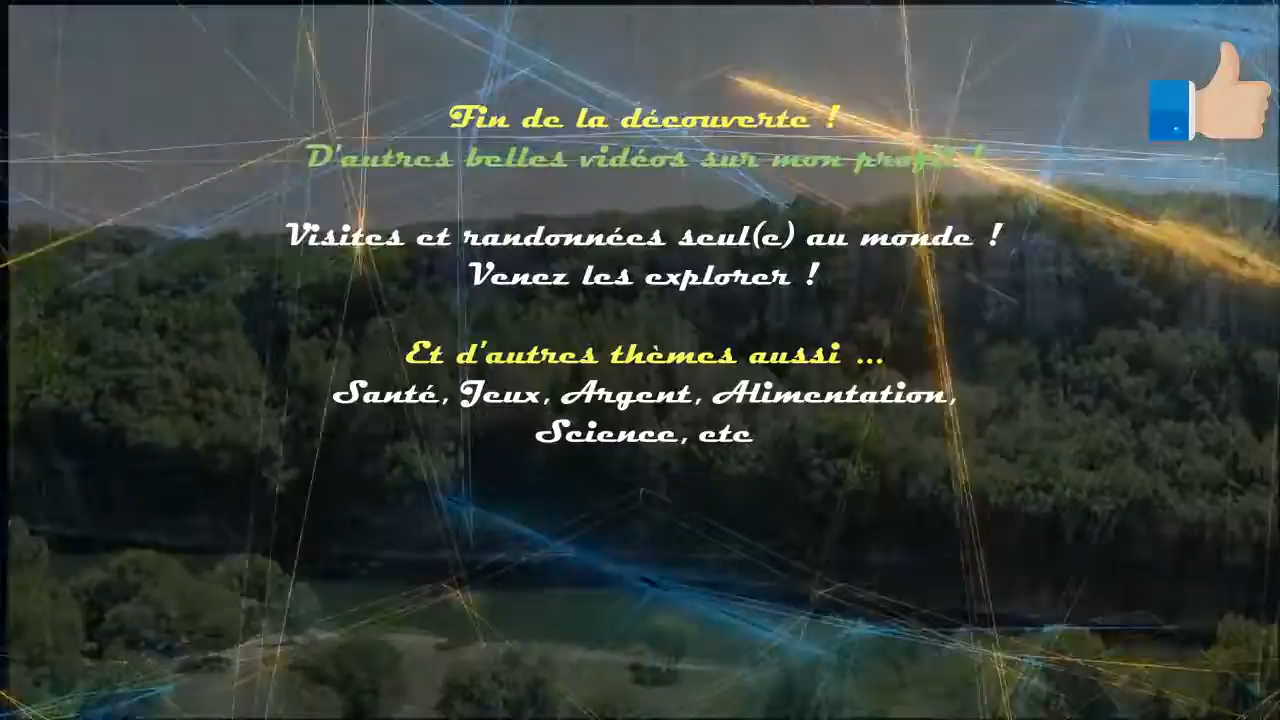 Fin de la découverte !
D'autres belles vidéos sur mon profil !
Visites et randonnées seul(e) au monde !
Venez les explorer !
Et d'autres thèmes aussi ...
Santé, Jeux, Argent, Alimentation,
Science, etc